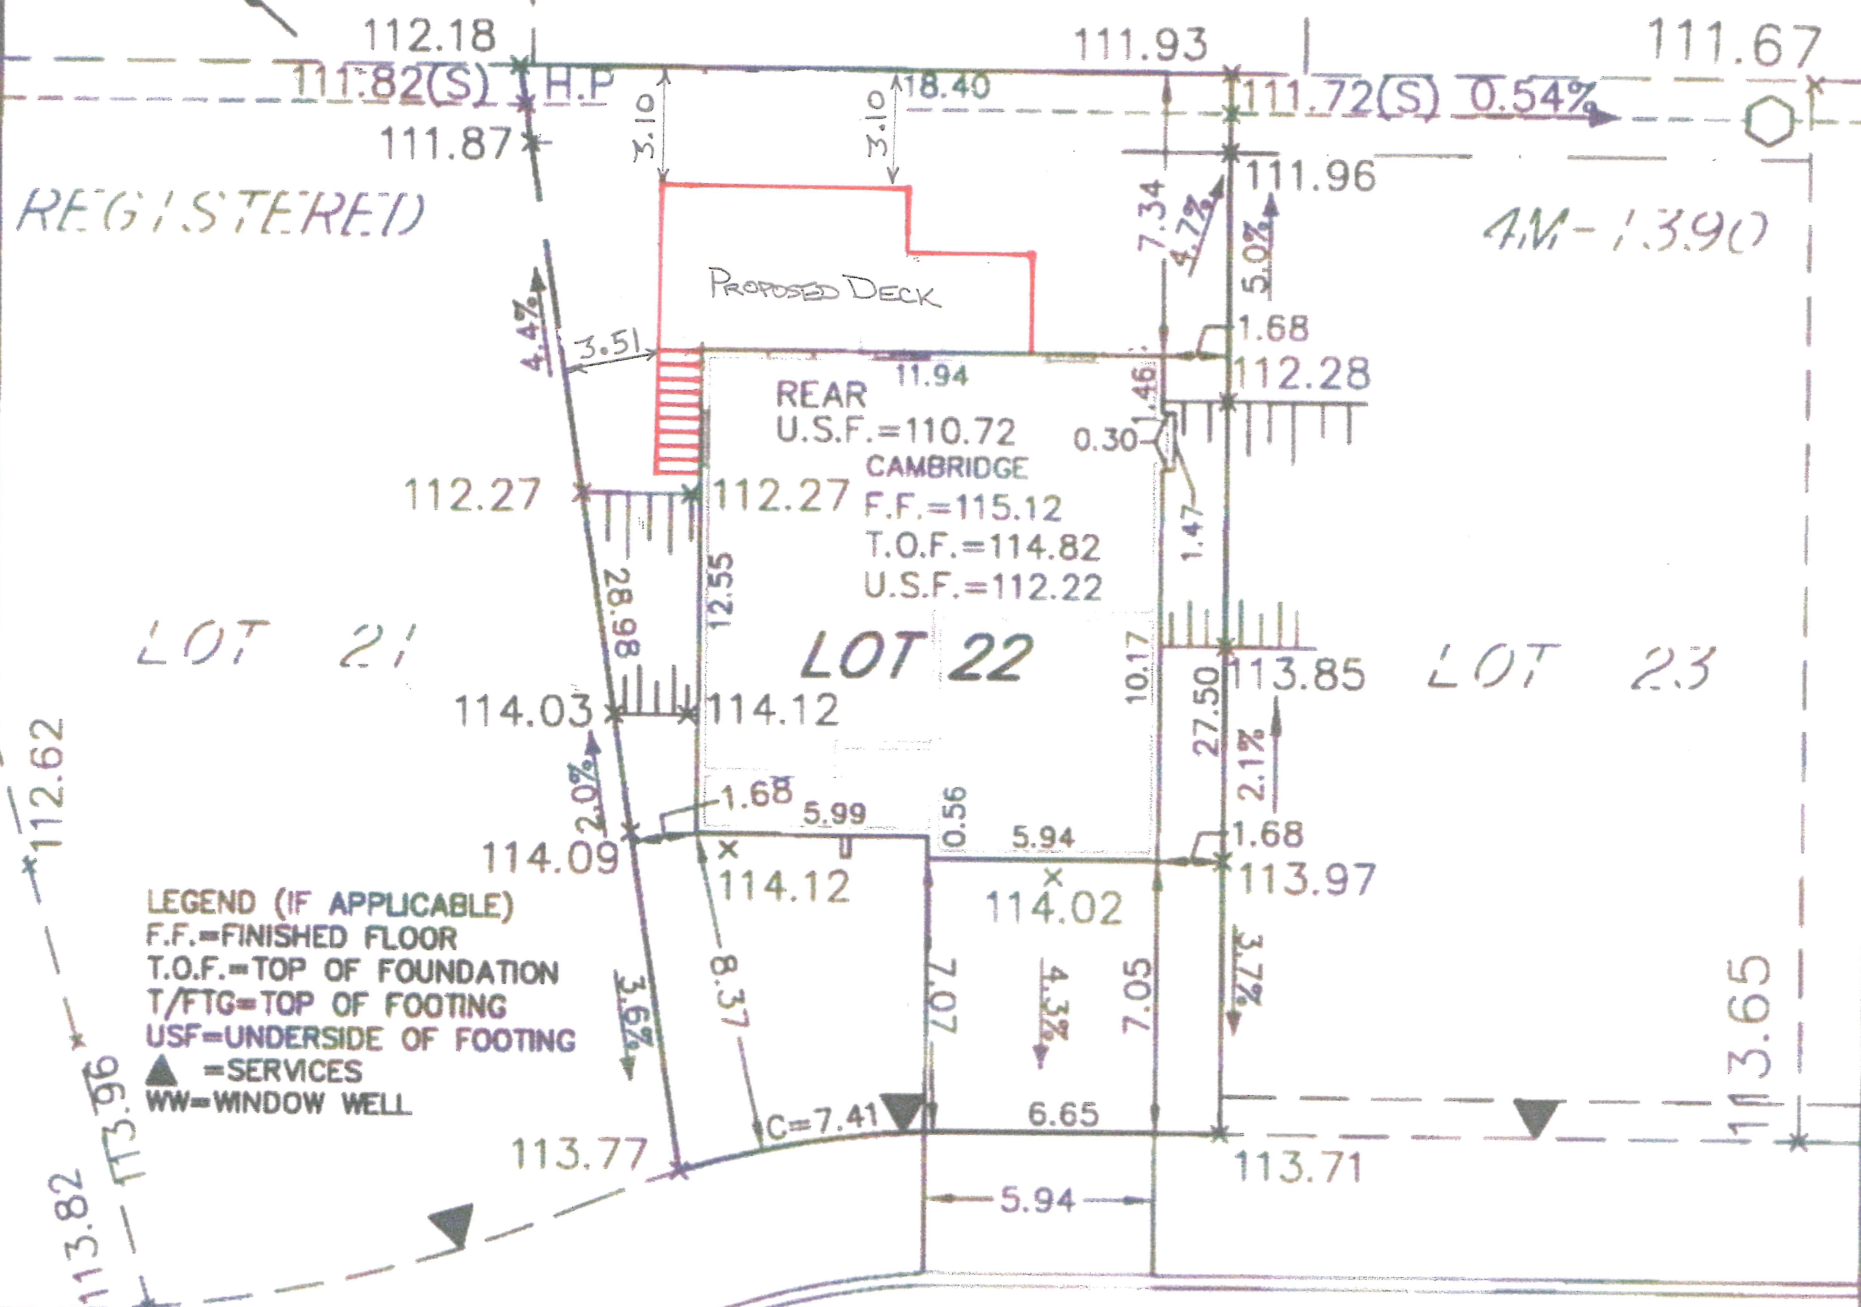 112.18
111.93
111.67
111.82(S) H.P
18.40
111.72(S) 0.54%
3.10
3.10
111.87
111.96
REGISTERED
4M-1390
7.34
4.7%
5.0%
PROPOSED DECK
4.4%
3.51
1.68
11.94
112.28
1.46
REAR
U.S.F.=110.72
0.30
CAMBRIDGE
112.27
112.27
F.F.=115.12
T.O.F.=114.82
U.S.F.=112.22
1.47
12.55
28.98
LOT 21
LOT 22
LOT 23
10.17
113.85
27.50
114.03
114.12
112.62
2.0%
2.1%
1.68
5.99
0.56
5.94
1.68
114.09
114.12
114.02
113.97
LEGEND (IF APPLICABLE)
F.F.=FINISHED FLOOR
T.O.F.=TOP OF FOUNDATION
T/FTG=TOP OF FOOTING
USF=UNDERSIDE OF FOOTING
=SERVICES
WW=WINDOW WELL
3.6%
8.37
7.07
4.3%
7.05
3.7%
113.65
113.96
C=7.41
6.65
113.77
113.71
113.82
5.94